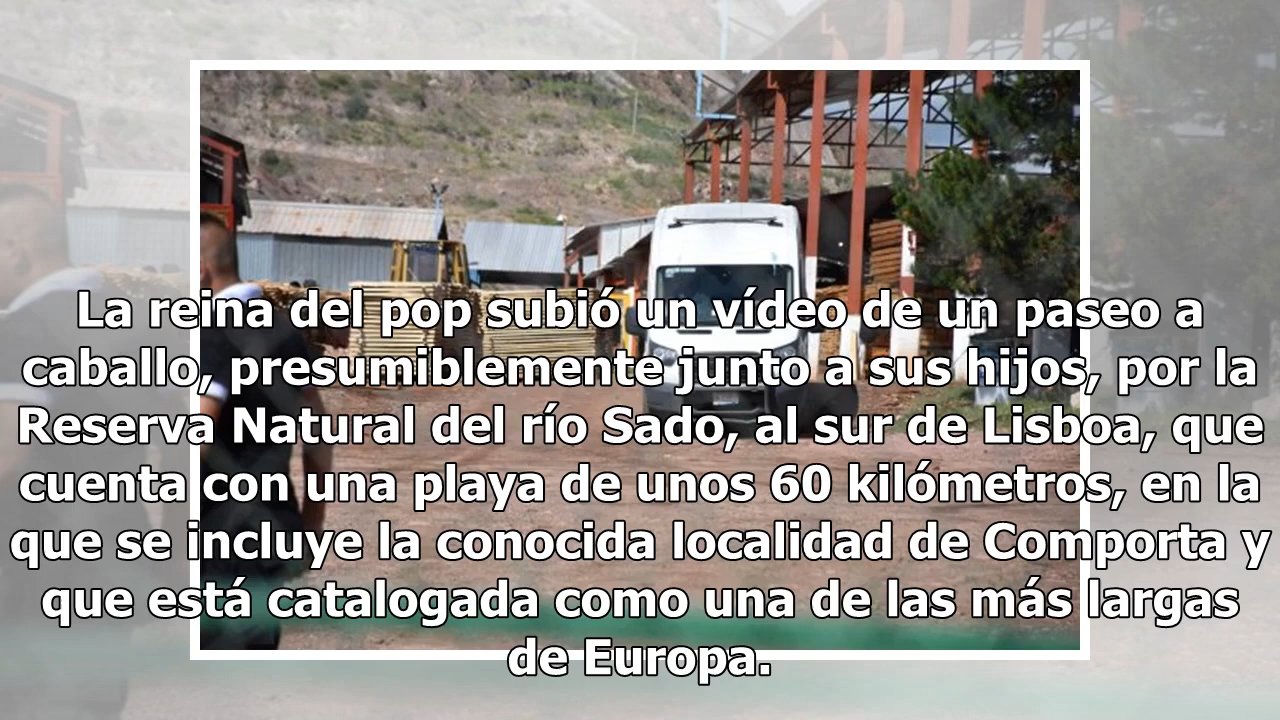 La reina del pop subió un vídeo de un paseo a
caballo, presumiblemente junto a sus hijos, por la
Reserva Natural del río Sado, al sur de Lisboa, que
cuenta con una playa de unos 60 kilómetros, en la
que se incluye la conocida localidad de Comporta y
que está catalogada como una de las más largas
de Europa.